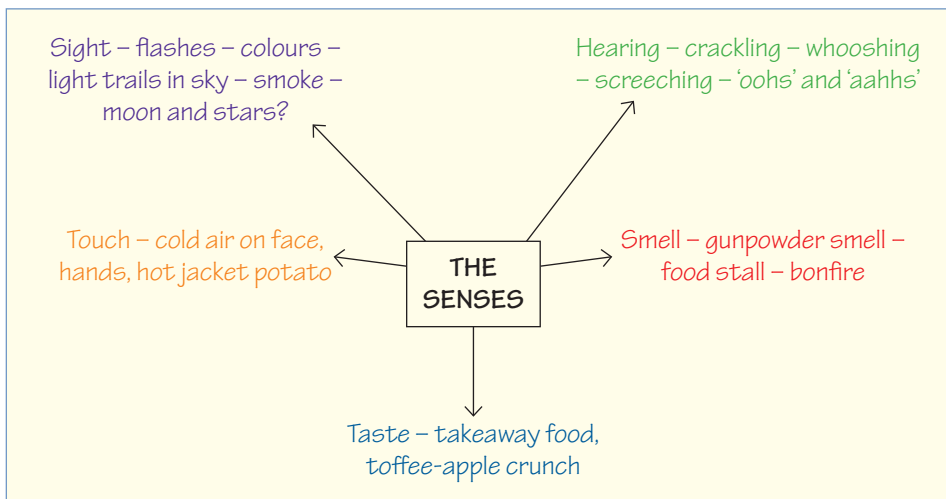 Sight – flashes – colours –
light trails in sky – smoke –
moon and stars?
Hearing – crackling – whooshing
– screeching – ‘oohs’ and ‘aahhs’
Touch – cold air on face,
hands, hot jacket potato
THE
SENSES
Smell – gunpowder smell –
food stall – bonfire
Taste – takeaway food,
toffee-apple crunch